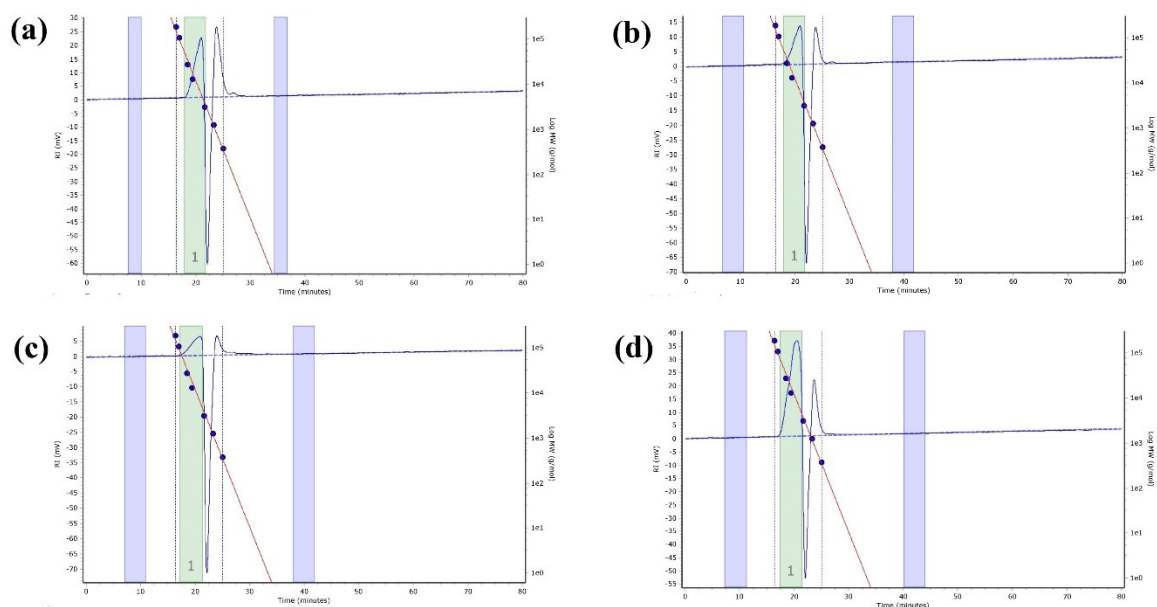 (a)
30
25
20
15
10
5
0
-5
-10
-15
-20
-25
-30
-35
-40
-45
-50
-55
-60
RI (mV)
1
1e5
1e4
1e3
1e2
1e1
1e0
Log MW (g/mol)
0 10 20 30 40 50 60 70 80
Time (minutes)
(b)
15
10
5
0
-5
-10
-15
-20
-25
-30
-35
-40
-45
-50
-55
-60
-65
-70
RI (mV)
1
1e5
1e4
1e3
1e2
1e1
1e0
Log MW (g/mol)
0 10 20 30 40 50 60 70 80
Time (minutes)
(c)
5
0
-5
-10
-15
-20
-25
-30
-35
-40
-45
-50
-55
-60
-65
-70
RI (mV)
1
1e5
1e4
1e3
1e2
1e1
1e0
Log MW (g/mol)
0 10 20 30 40 50 60 70 80
Time (minutes)
(d)
40
35
30
25
20
15
10
5
0
-5
-10
-15
-20
-25
-30
-35
-40
-45
-50
-55
RI (mV)
1
1e5
1e4
1e3
1e2
1e1
1e0
Log MW (g/mol)
0 10 20 30 40 50 60 70 80
Time (minutes)